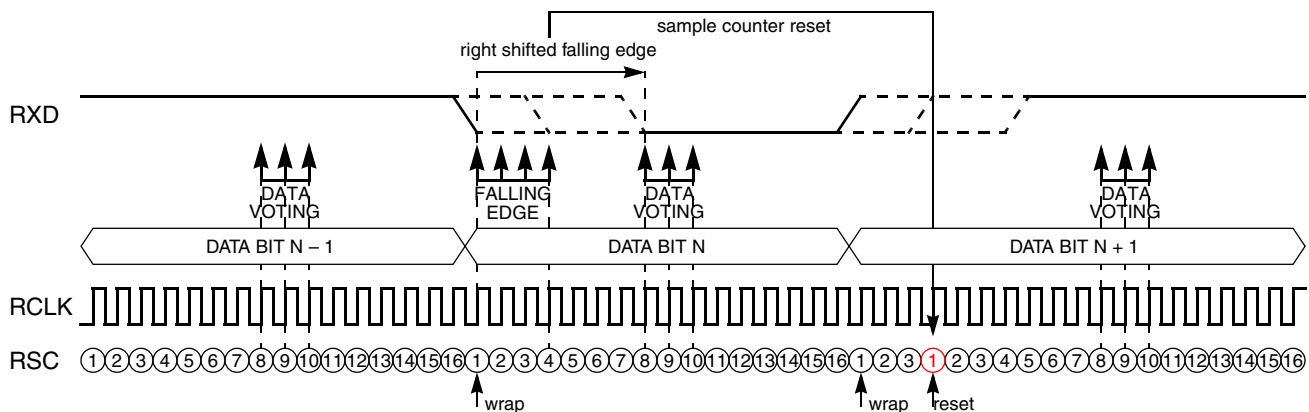 sample counter reset
right shifted falling edge
RXD
DATA VOTING
FALLING EDGE
DATA VOTING
DATA VOTING
DATA BIT N – 1
DATA BIT N
DATA BIT N + 1
RCLK
RSC 1 2 3 4 5 6 7 8 9 10 11 12 13 14 15 16 1 2 3 4 5 6 7 8 9 10 11 12 13 14 15 16 1 2 3 1 2 3 4 5 6 7 8 9 10 11 12 13 14 15 16
wrap
wrap
reset